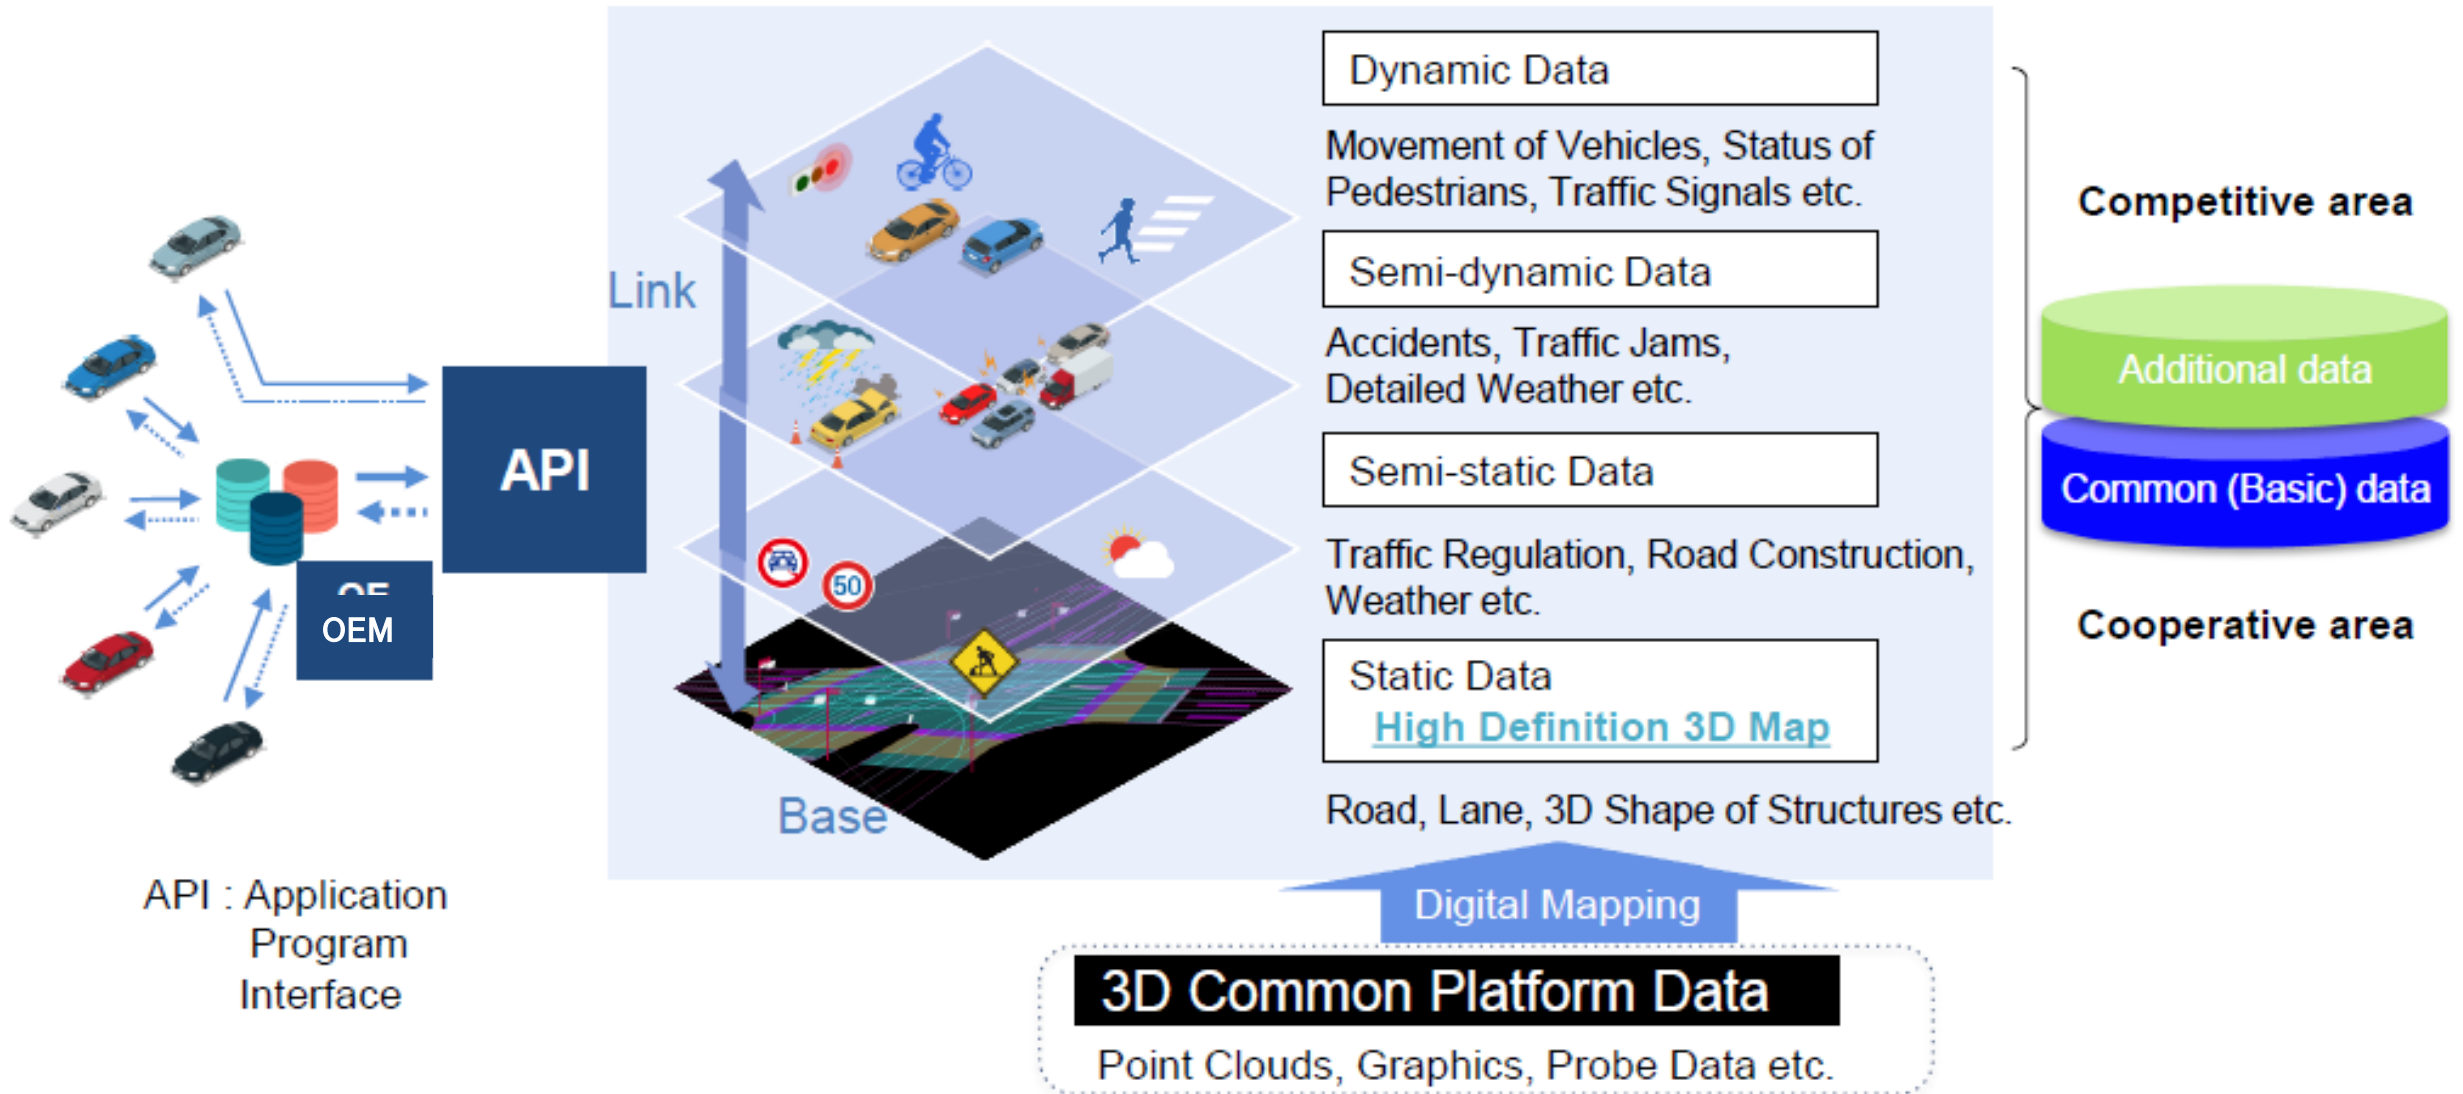 Dynamic Data
Movement of Vehicles, Status of
Pedestrians, Traffic Signals etc.
Semi-dynamic Data
Accidents, Traffic Jams,
Detailed Weather etc.
Semi-static Data
Traffic Regulation, Road Construction,
Weather etc.
Static Data
High Definition 3D Map
Road, Lane, 3D Shape of Structures etc.
Link
Base
50
API
OEM
API : Application
Program
Interface
Competitive area
Additional data
Common (Basic) data
Cooperative area
Digital Mapping
3D Common Platform Data
Point Clouds, Graphics, Probe Data etc.